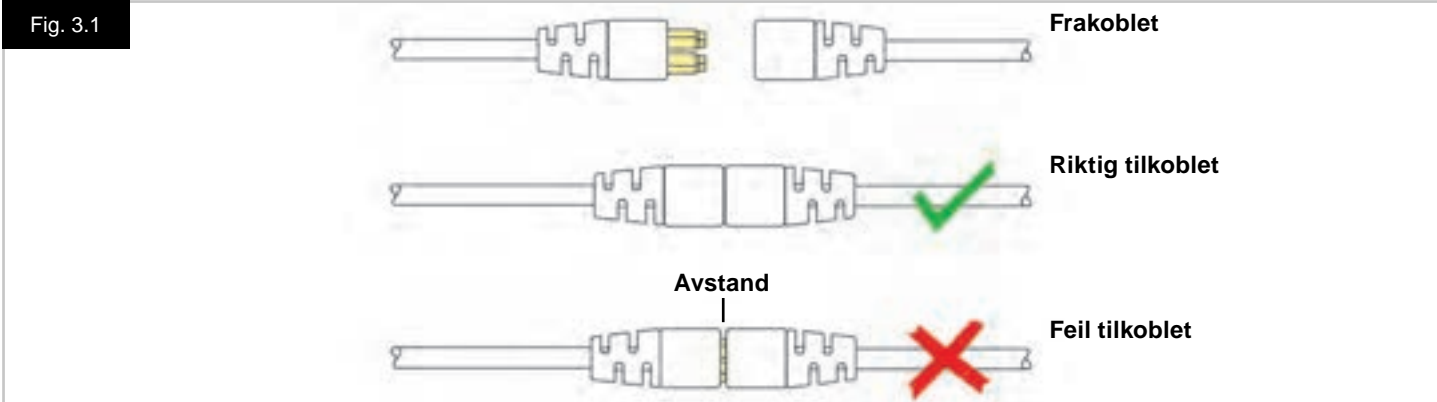 Fig. 3.1
Frakoblet
Riktig tilkoblet
Avstand
Feil tilkoblet